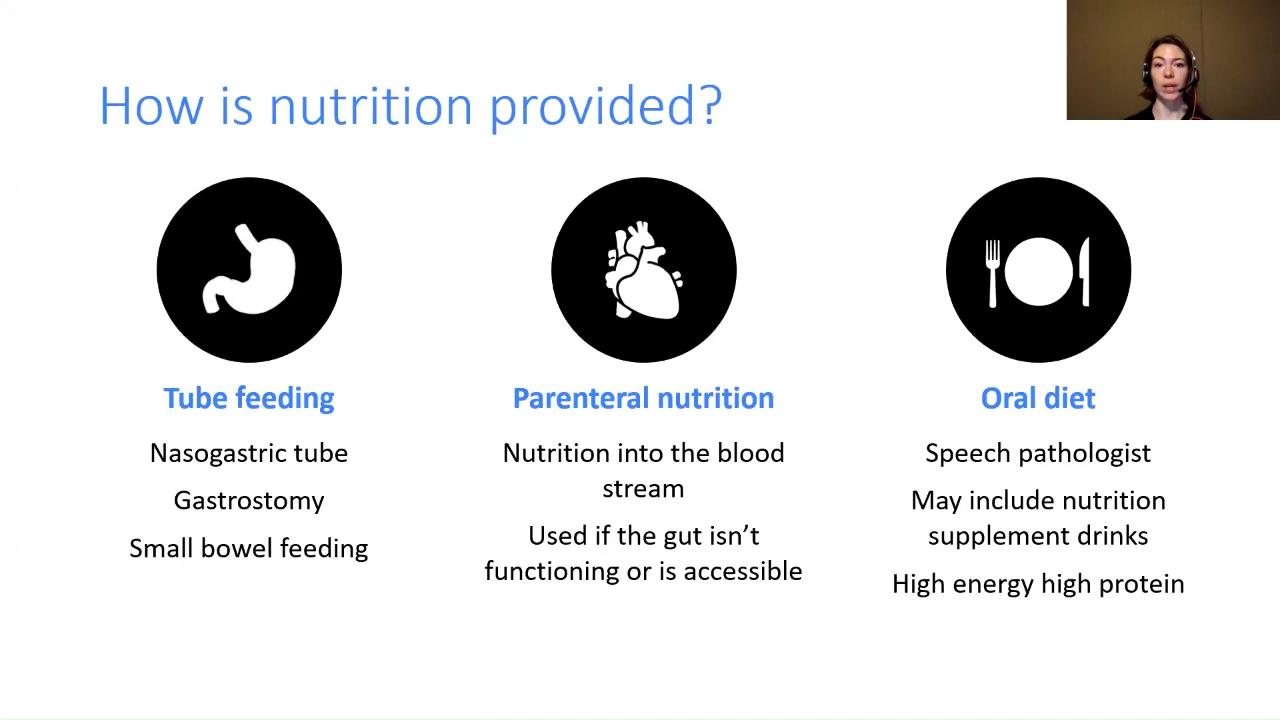 How is nutrition provided?
Tube feeding
Nasogastric tube
Gastrostomy
Small bowel feeding
Parenteral nutrition
Nutrition into the blood
stream
Used if the gut isn’t
functioning or is accessible
Oral diet
Speech pathologist
May include nutrition
supplement drinks
High energy high protein